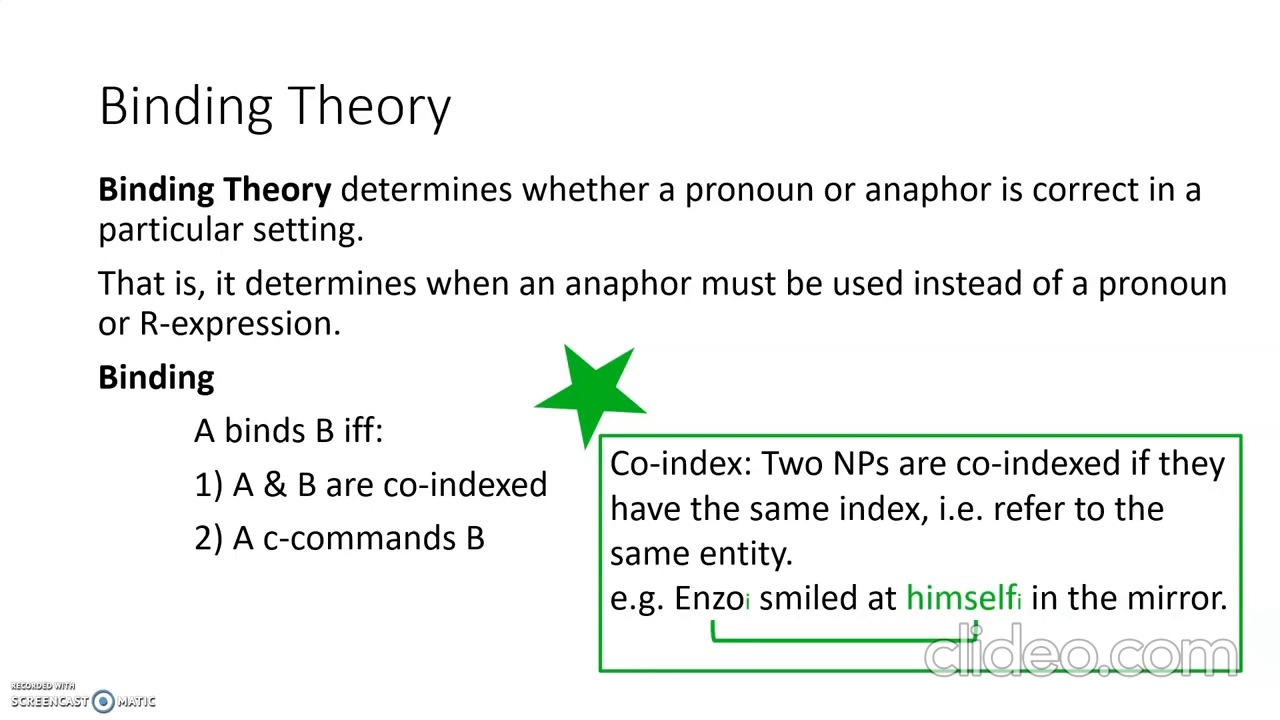 Binding Theory
Binding Theory determines whether a pronoun or anaphor is correct in a
particular setting.
That is, it determines when an anaphor must be used instead of a pronoun
or R-expression.
Binding
A binds B iff:
1) A & B are co-indexed
2) A c-commands B
Co-index: Two NPs are co-indexed if they
have the same index, i.e. refer to the
same entity.
e.g. Enzoi smiled at himselfi in the mirror.
clideo.com
RECORDED WITH
SCREENCAST MATIC